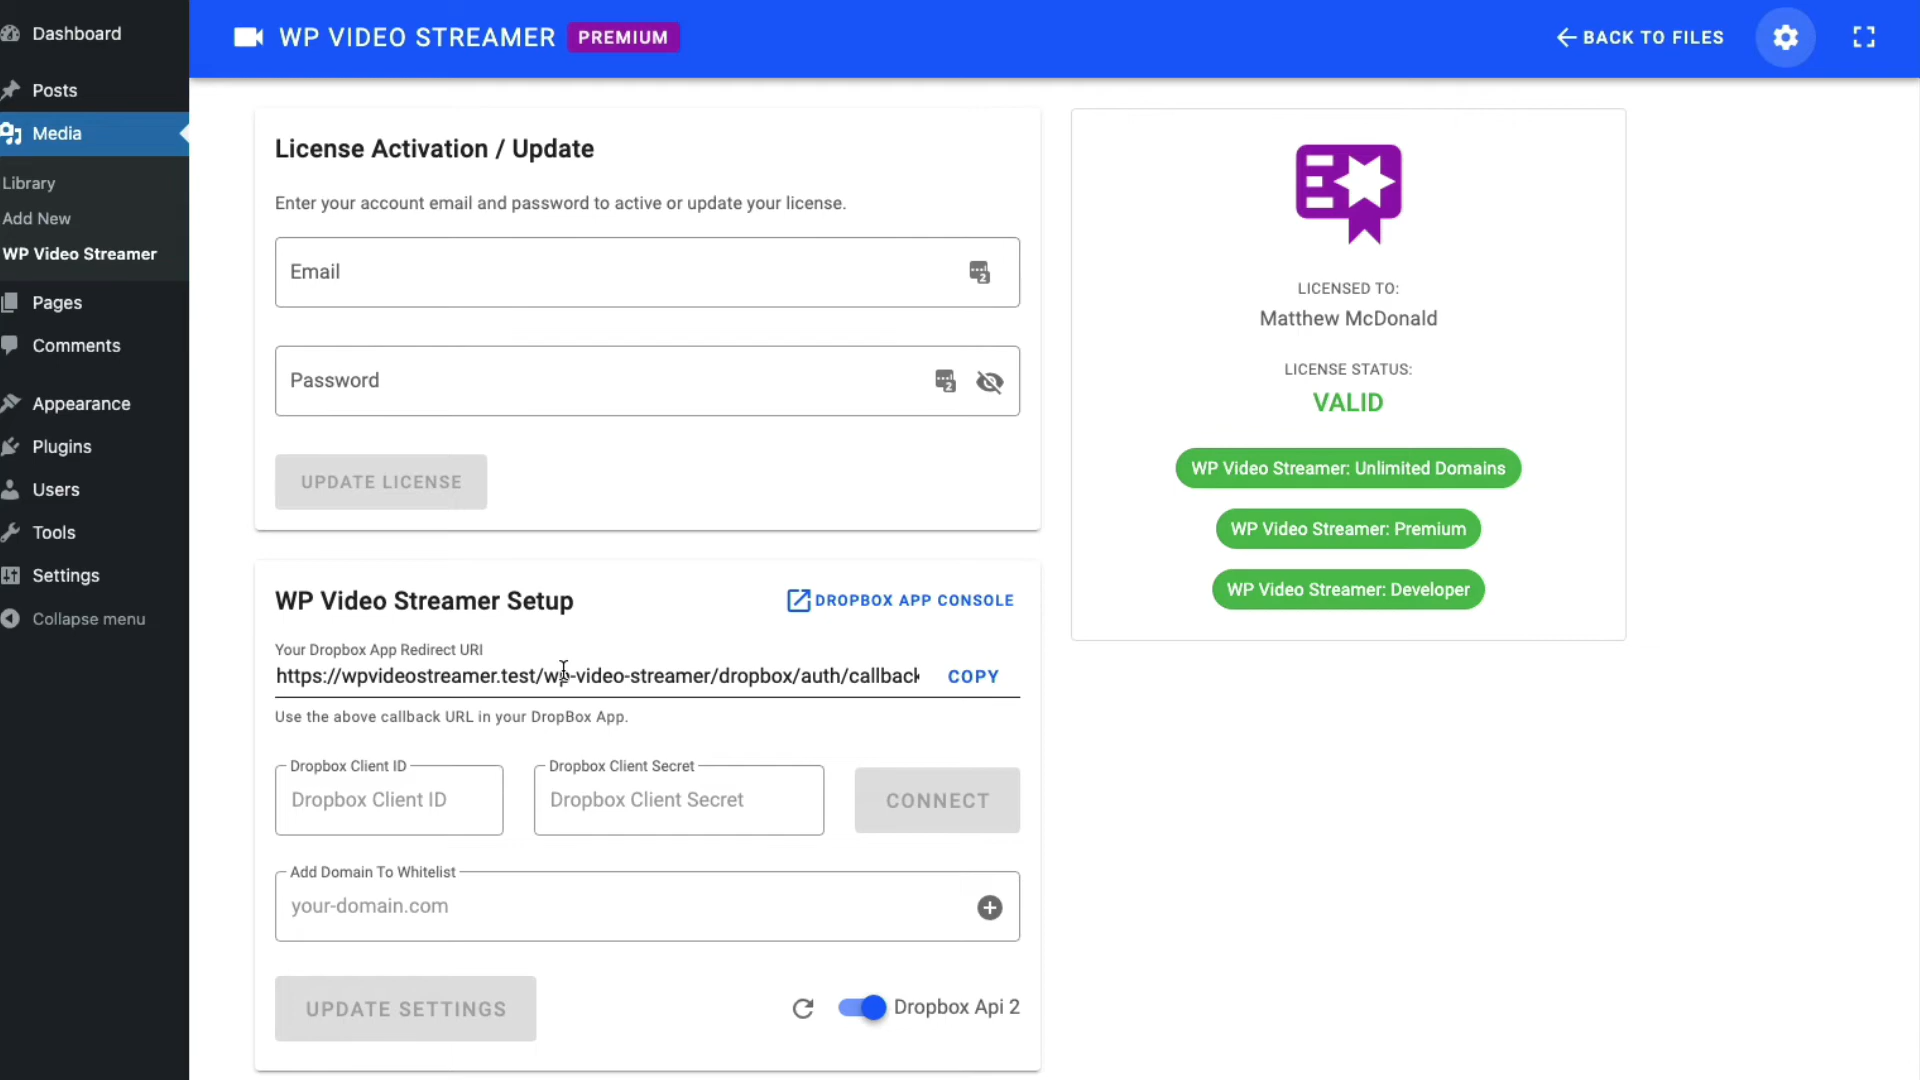 Dashboard
Posts
Media
Library
Add New
WP Video Streamer
Pages
Comments
Appearance
Plugins
Users
Tools
Settings
Collapse menu
WP VIDEO STREAMER PREMIUM
BACK TO FILES
License Activation / Update
Enter your account email and password to active or update your license.
Email
2
Password
2
UPDATE LICENSE
LICENSED TO:
Matthew McDonald
LICENSE STATUS:
VALID
WP Video Streamer: Unlimited Domains
WP Video Streamer: Premium
WP Video Streamer: Developer
WP Video Streamer Setup
DROPBOX APP CONSOLE
Your Dropbox App Redirect URI
https://wpvideostreamer.test/wp-video-streamer/dropbox/auth/callback
COPY
Use the above callback URL in your DropBox App.
Dropbox Client ID
Dropbox Client ID
Dropbox Client Secret
Dropbox Client Secret
CONNECT
Add Domain To Whitelist
your-domain.com
UPDATE SETTINGS
Dropbox Api 2